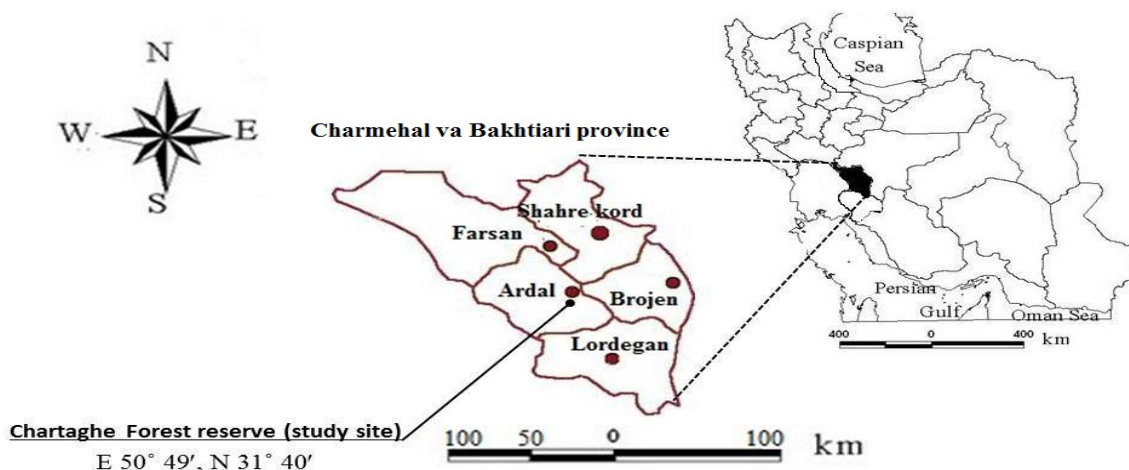 N
W E
S
Charmehal va Bakhtiari province
Caspian
Sea
Shahre kord
Farsan
Ardal
Brojen
Lordegan
Persian
Gulf
Oman Sea
400 0 400
km
Chartaghe Forest reserve (study site)
E 50° 49′, N 31° 40′
100 50 0 100
km